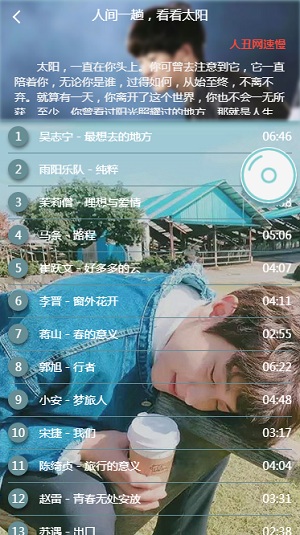 人间一趟，看看太阳
人丑网速慢
太阳，一直在你头上。你可曾去注意到它，它一直
陪着你，无论你是谁，过得如何，从始至终，不离不
弃。就算有一天，你离开了这个世界，你也不会一无所
获，至少，你曾看过阳光照耀过的地方，那就是人生
1 吴志宁 - 最想去的地方 06:46
2 雨阳乐队 - 纯粹
3 茱莉僧 - 理想与爱情
4 马条 - 路程 05:06
5 崔跃文 - 好多多的云 04:07
6 李晋 - 窗外花开 04:11
7 蒋山 - 春的意义 02:55
8 郭旭 - 行者 06:22
9 小安 - 梦旅人 04:48
10 宋捷 - 我们 03:17
11 陈绮贞 - 旅行的意义 04:04
12 赵雷 - 青春无处安放 03:31
13 苏遇 - 出口 02:38